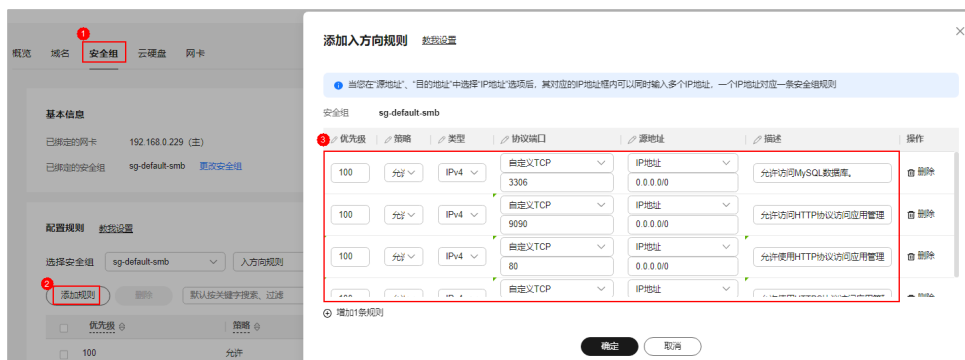 1
概览 域名 安全组 云硬盘 网卡
基本信息
已绑定的网卡 192.168.0.229 (主)
已绑定的安全组 sg-default-smb 更改安全组
配置规则 教我设置
选择安全组 sg-default-smb 入方向规则
2
添加规则 删除 默认按关键字搜索、过滤
优先级 策略
100 允许
添加入方向规则 教我设置
当您在“源地址”、“目的地址”中选择“IP地址”选项后，其对应的IP地址框内可以同时输入多个IP地址，一个IP地址对应一条安全组规则
安全组 sg-default-smb
3 优先级 策略 类型 协议端口 源地址 描述 操作
自定义TCP IP地址
100 IPv4 允许访问MySQL数据库。 删除
3306 0.0.0.0/0
自定义TCP IP地址
100 IPv4 允许访问HTTP协议访问应用管理 删除
9090 0.0.0.0/0
自定义TCP IP地址
100 IPv4 允许使用HTTP协议访问应用管理 删除
80 0.0.0.0/0
自定义TCP IP地址
增加1条规则
确定 取消